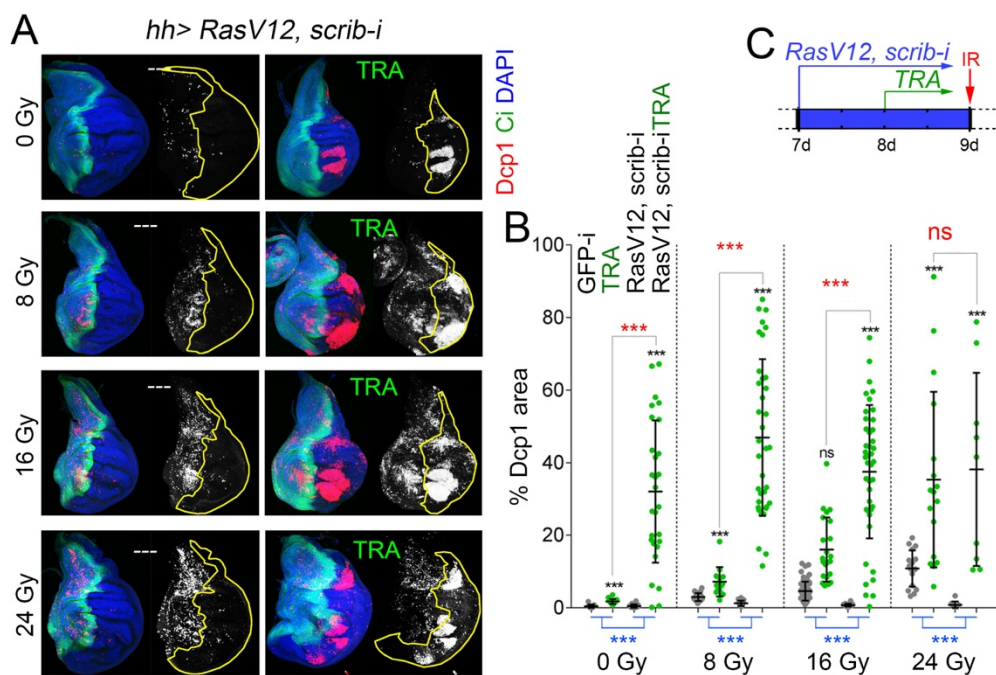 A
hh> RasV12, scrib-i
0 Gy
TRA
8 Gy
TRA
16 Gy
TRA
24 Gy
TRA
Dcp1 Ci DAPI
C
RasV12, scrib-i
IR
TRA
7d
8d
9d
B
GFP-i
TRA
RasV12, scrib-i
RasV12, scrib-iTRA
% Dcp1 area
100
80
60
40
20
0
*** *** ns
***
*** *** *** ***
*** *** ns *** ***
*** *** *** ***
0 Gy 8 Gy 16 Gy 24 Gy